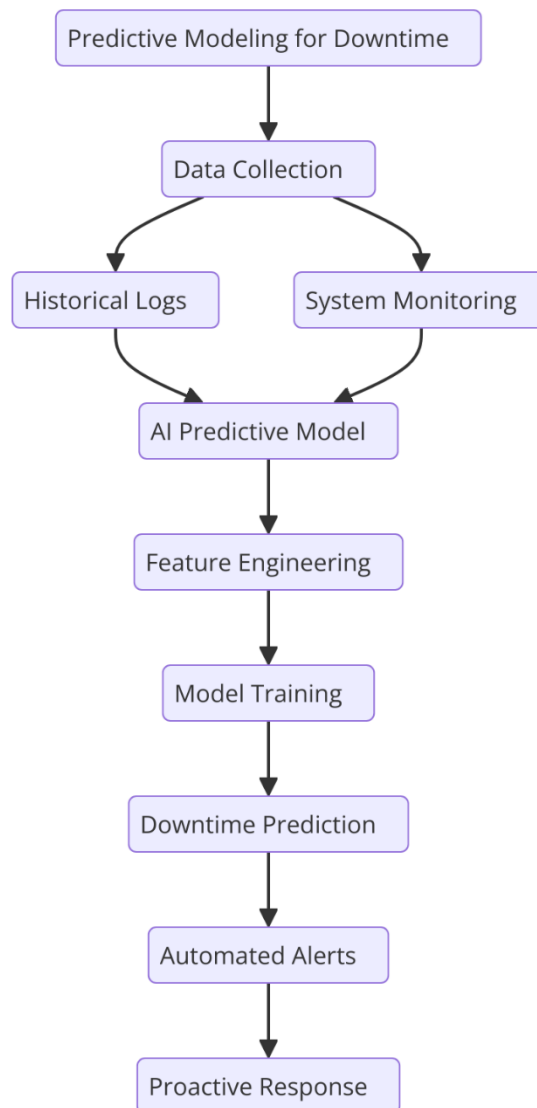 Predictive Modeling for Downtime
Data Collection
Historical Logs
System Monitoring
AI Predictive Model
Feature Engineering
Model Training
Downtime Prediction
Automated Alerts
Proactive Response